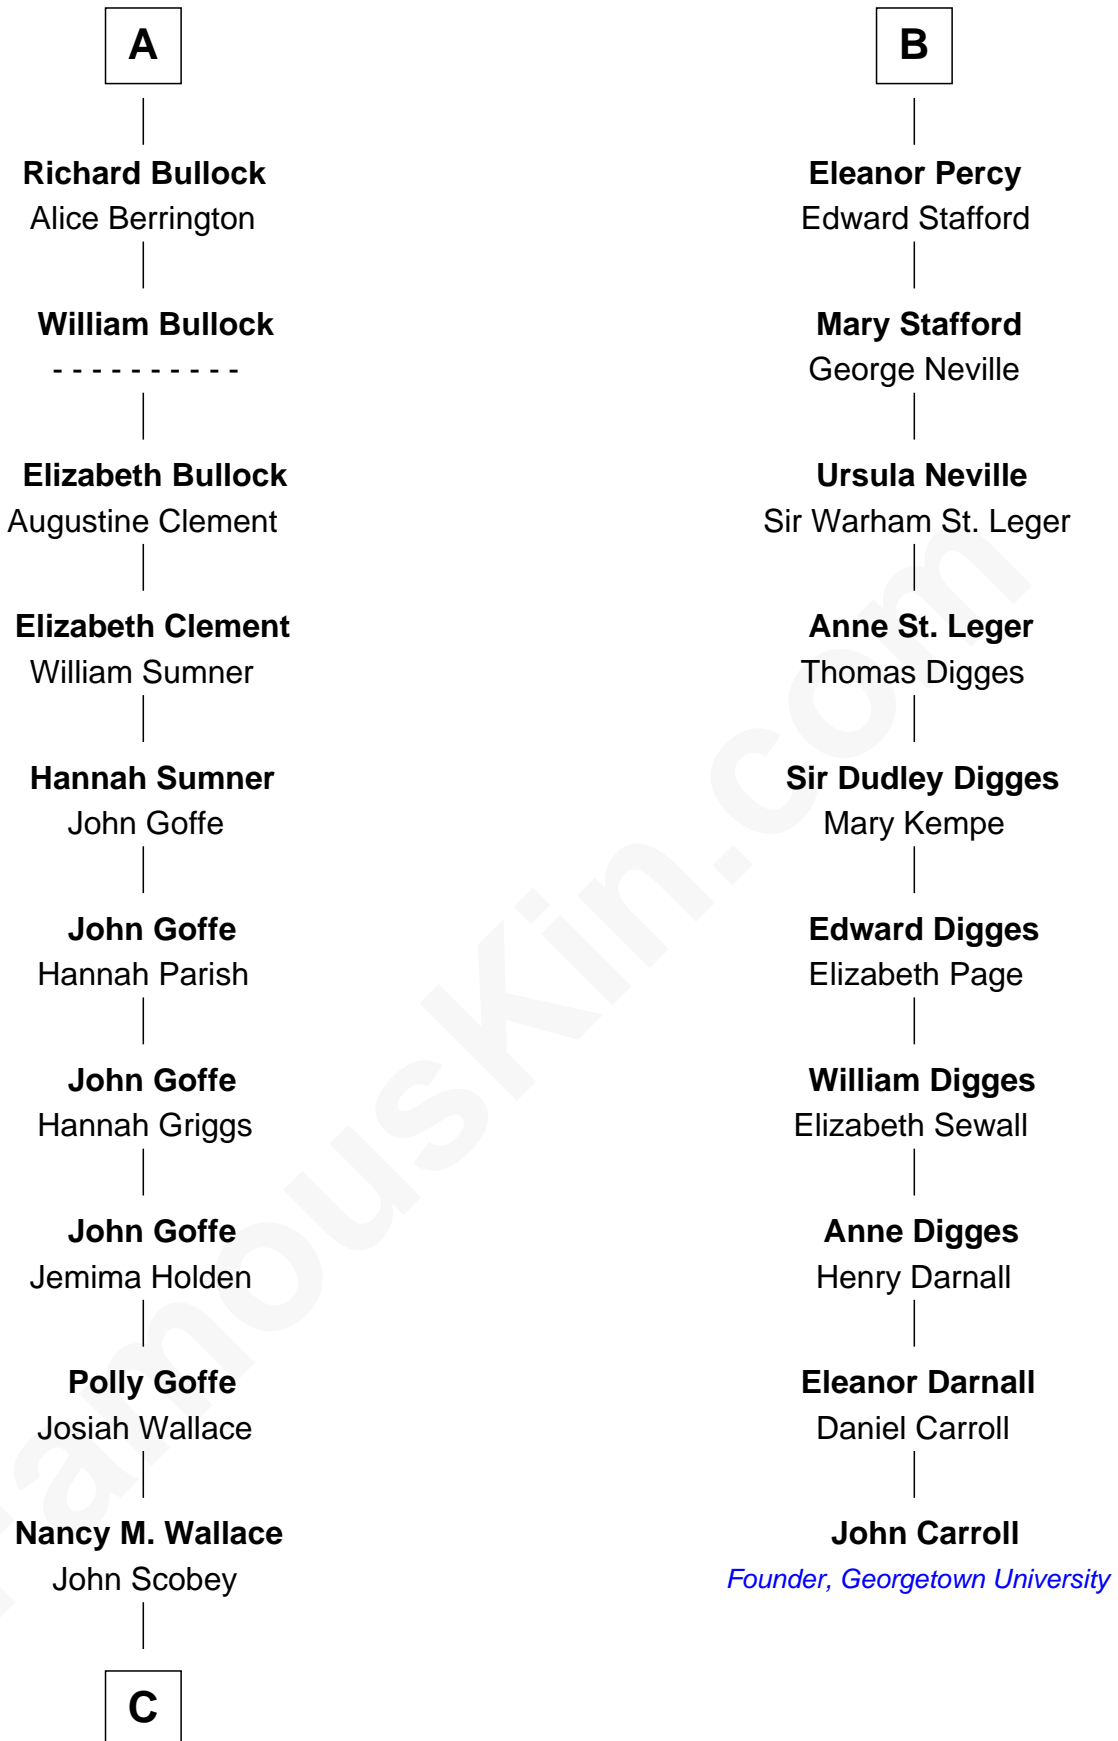 A
Richard Bullock
Alice Berrington
William Bullock
- - - - - - - - - -
Elizabeth Bullock
Augustine Clement
Elizabeth Clement
William Sumner
Hannah Sumner
John Goffe
John Goffe
Hannah Parish
John Goffe
Hannah Griggs
John Goffe
Jemima Holden
Polly Goffe
Josiah Wallace
Nancy M. Wallace
John Scobey
C
B
Eleanor Percy
Edward Stafford
Mary Stafford
George Neville
Ursula Neville
Sir Warham St. Leger
Anne St. Leger
Thomas Digges
Sir Dudley Digges
Mary Kempe
Edward Digges
Elizabeth Page
William Digges
Elizabeth Sewall
Anne Digges
Henry Darnall
Eleanor Darnall
Daniel Carroll
John Carroll
Founder, Georgetown University
FamousKin.com